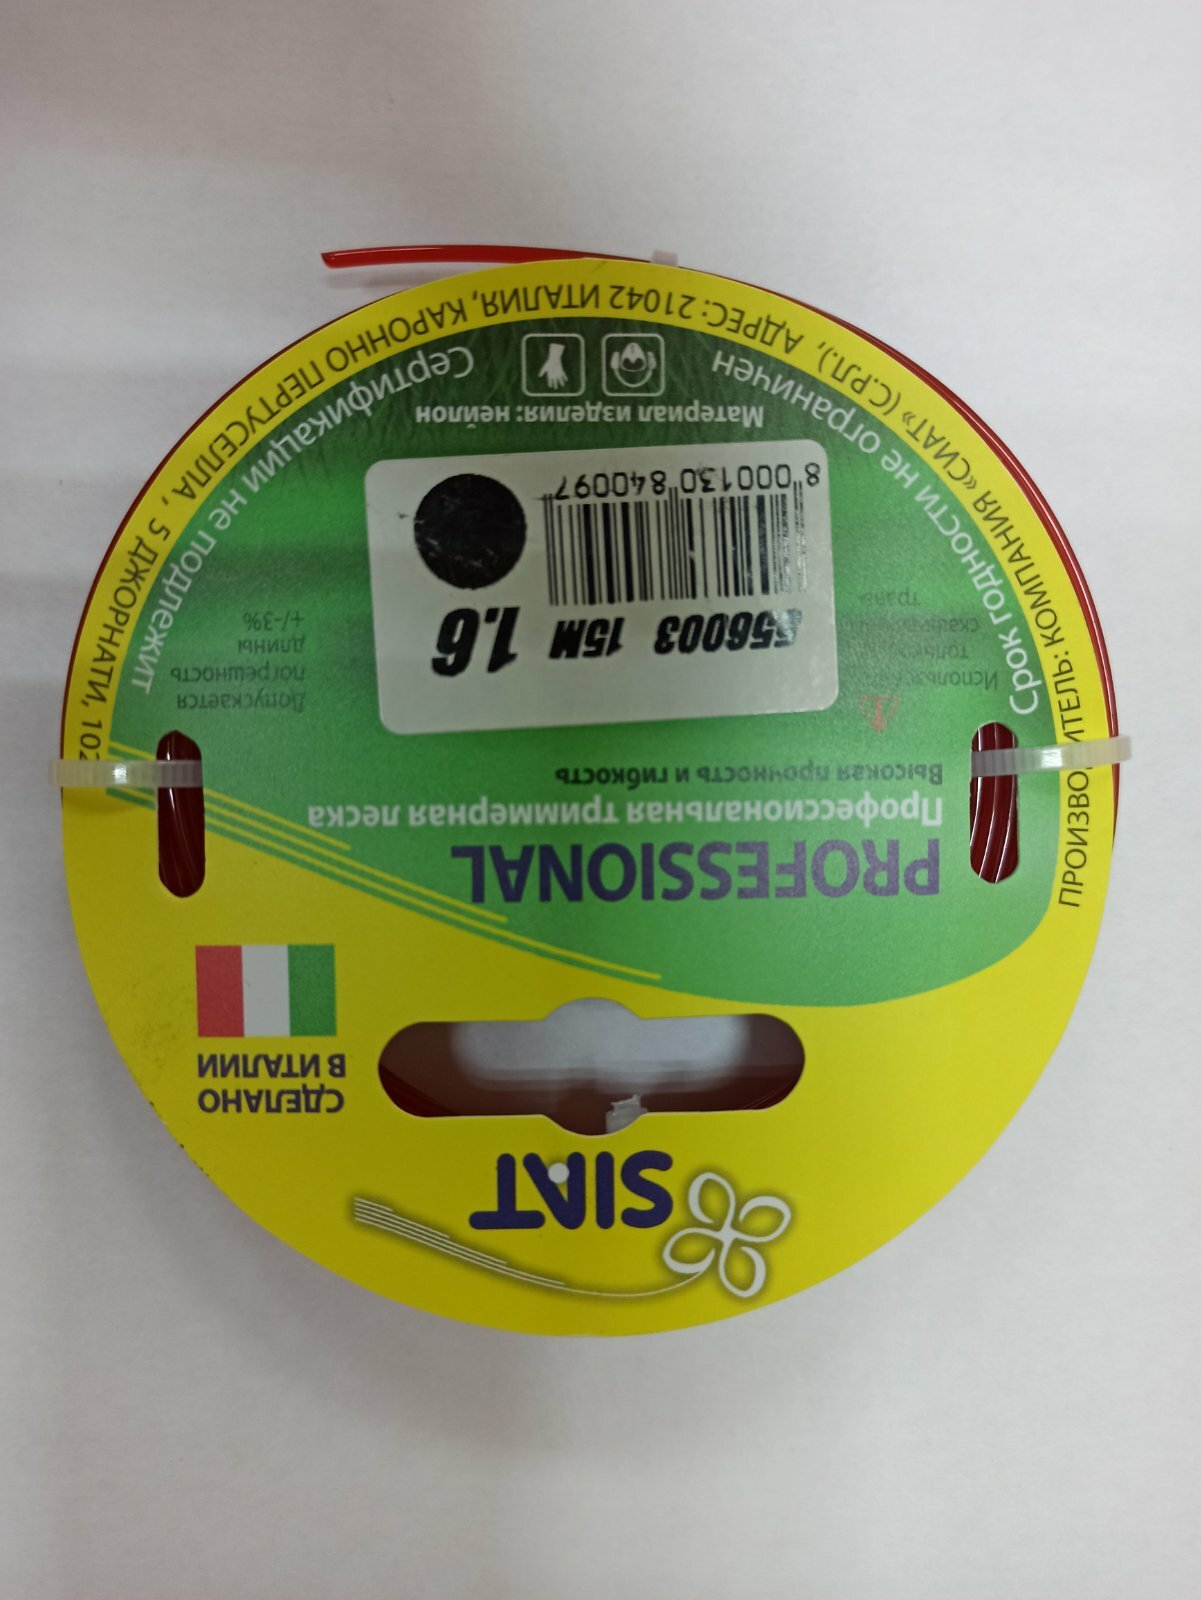 SIAT
СДЕЛАНО
В ИТАЛИИ
PROFESSIONAL
Профессиональная триммерная леска
Высокая прочность и гибкость
Допускается
погрешность
длины
+/-3%
556003 15M 1.6
8 000130 840097
Материал изделия: нейлон
Срок годности не ограничен
Сертификации не подлежит
ПРОИЗВОДИТЕЛЬ: КОМПАНИЯ «СИАТ» (С.Р.Л.), АДРЕС: 21042 ИТАЛИЯ, КАРОННО ПЕРТУСЕЛЛА, 5 ДЖОРНАТИ, 102